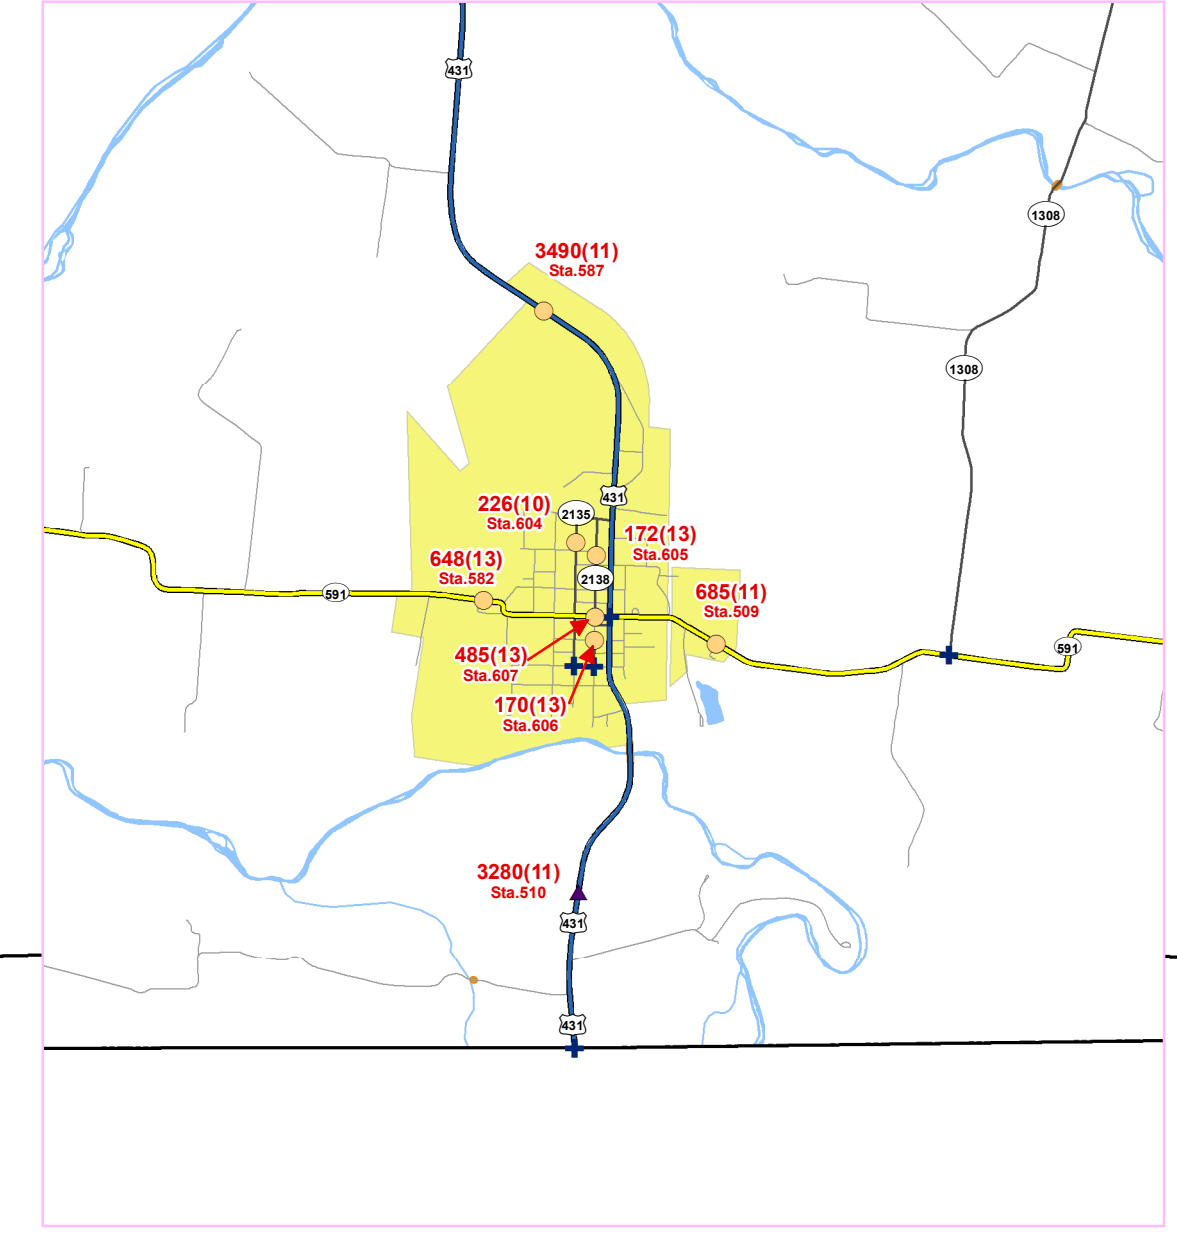 431
1308
3490(11)
Sta.587
1308
431
226(10)
Sta.604
2135
172(13)
Sta.605
648(13)
Sta.582
2138
591
685(11)
Sta.509
485(13)
Sta.607
591
170(13)
Sta.606
3280(11)
Sta.510
431
431